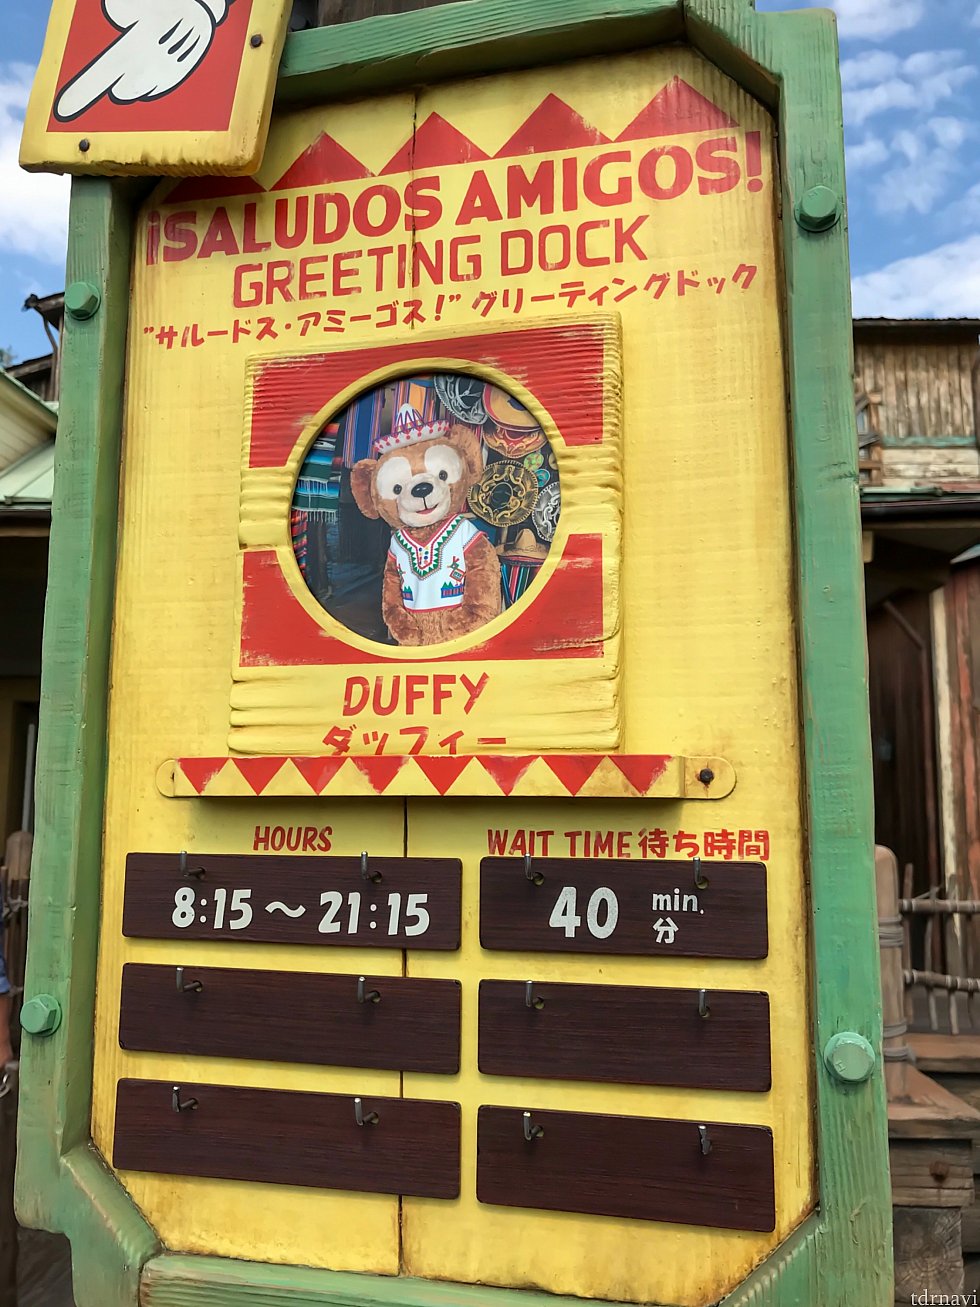 ¡SALUDOS AMIGOS!
GREETING DOCK
"サルードス・アミーゴス!" グリーティングドック
DUFFY
ダッフィー
HOURS
WAIT TIME 待ち時間
8:15～21:15
40 min.
分
tdrnavi